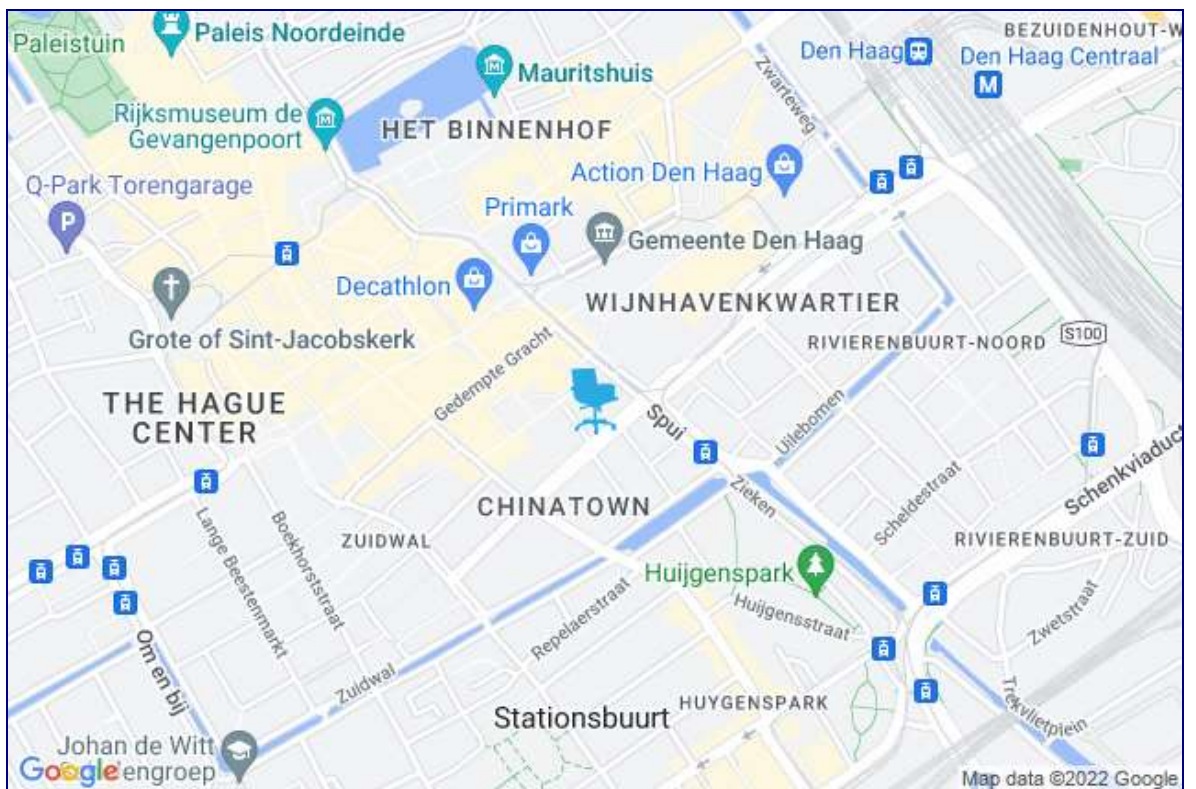 BEZUIDENHOUT-W
Paleistuin
Paleis Noordeinde
Den Haag
Den Haag Centraal
M
Mauritshuis
Zwarteweg
Rijksmuseum de
Gevangenpoort
HET BINNENHOF
Action Den Haag
Q-Park Torengarage
P
Primark
Gemeente Den Haag
Decathlon
WIJNHAVENKWARTIER
Grote of Sint-Jacobskerk
RIVIERENBUURT-NOORD
S100
Gedempte Gracht
THE HAGUE
CENTER
Spui
Uilebomen
Schenkviaduct
CHINATOWN
Zieken
Scheldestraat
Lange Beestenmarkt
Boekhorststraat
ZUIDWAL
RIVIERENBUURT-ZUID
Huijgenspark
Repelaerstraat
Huijgensstraat
Zwetstraat
Om en bij
Zuidwal
HUYGENSPARK
Trekvlietplein
Stationsbuurt
Johan de Witt
engroep
Google
Map data ©2022 Google